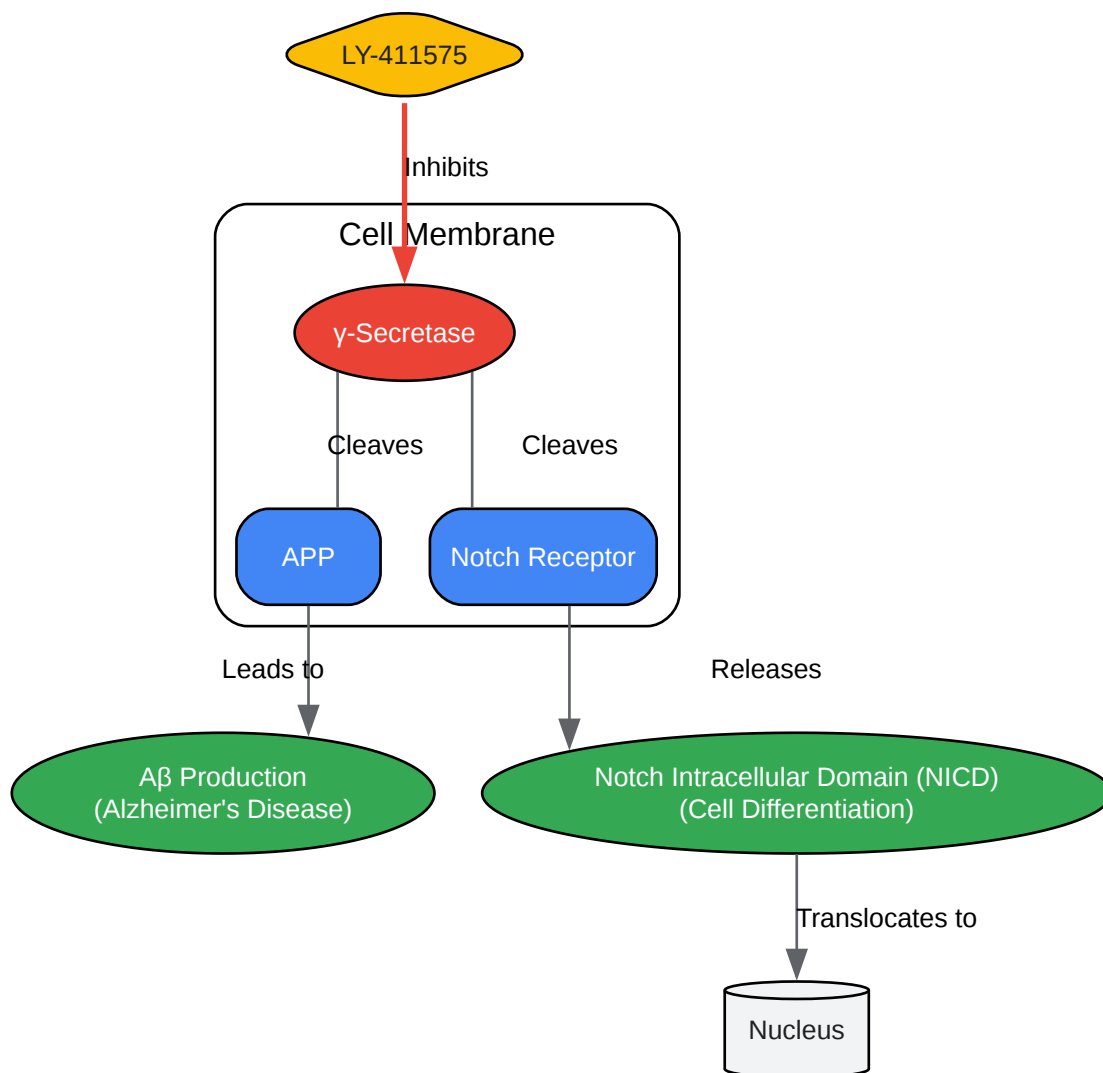 LY-411575
Inhibits
Cell Membrane
γ-Secretase
Cleaves
Cleaves
APP
Notch Receptor
Leads to
Releases
Aβ Production
(Alzheimer's Disease)
Notch Intracellular Domain (NICD)
(Cell Differentiation)
Translocates to
Nucleus